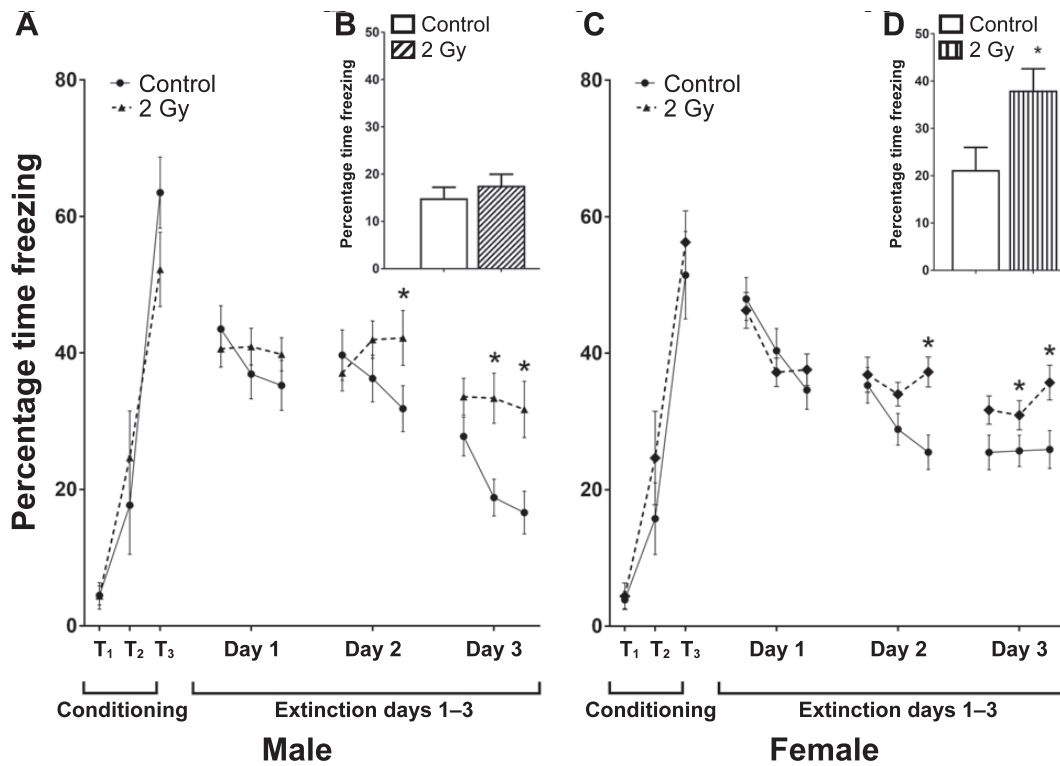 A
Percentage time freezing
80
60
40
20
0
Control
2 Gy
*
*
*
T₁ T₂ T₃ Day 1 Day 2 Day 3
Conditioning Extinction days 1–3
Male
B
Percentage time freezing
50
40
30
20
10
0
Control
2 Gy
C
80
60
40
20
0
Control
2 Gy
*
*
*
T₁ T₂ T₃ Day 1 Day 2 Day 3
Conditioning Extinction days 1–3
Female
D
Percentage time freezing
50
40
30
20
10
0
Control
2 Gy
*